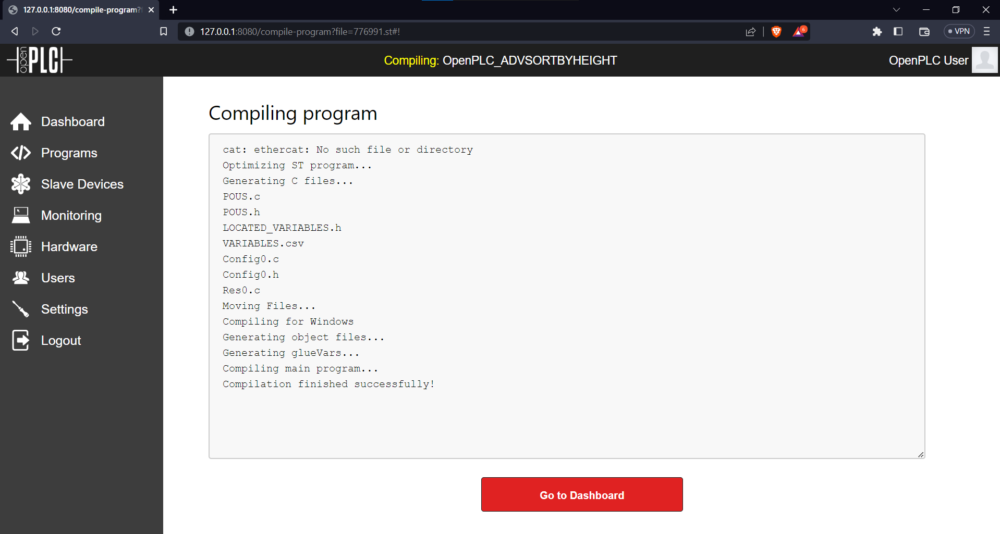 127.0.0.1:8080/compile-program?
127.0.0.1:8080/compile-program?file=776991.st#!
6
VPN
open PLC
Compiling: OpenPLC_ADVSORTBYHEIGHT
OpenPLC User
Dashboard
Programs
Slave Devices
Monitoring
Hardware
Users
Settings
Logout
Compiling program
cat: ethercat: No such file or directory
Optimizing ST program...
Generating C files...
POUS.c
POUS.h
LOCATED_VARIABLES.h
VARIABLES.csv
Config0.c
Config0.h
Res0.c
Moving Files...
Compiling for Windows
Generating object files...
Generating glueVars...
Compiling main program...
Compilation finished successfully!
Go to Dashboard